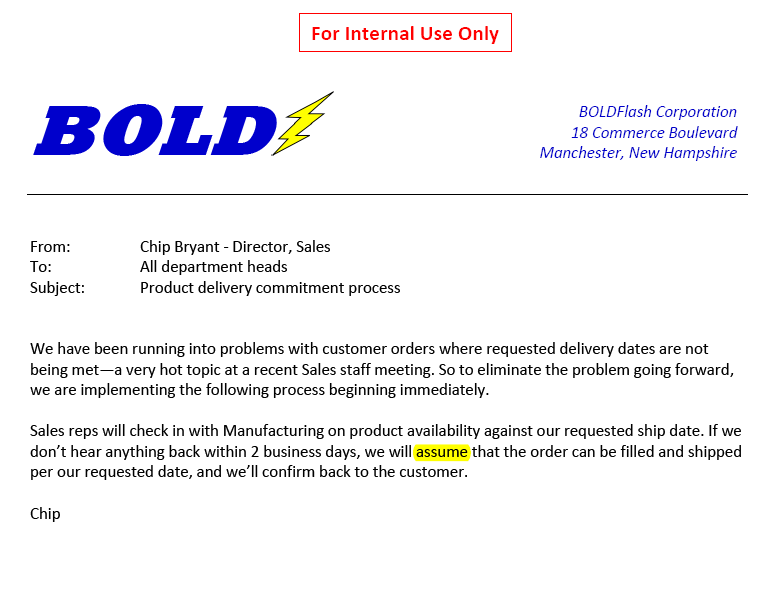 For Internal Use Only
BOLD
BOLDFlash Corporation
18 Commerce Boulevard
Manchester, New Hampshire
From: Chip Bryant - Director, Sales
To: All department heads
Subject: Product delivery commitment process
We have been running into problems with customer orders where requested delivery dates are not
being met—a very hot topic at a recent Sales staff meeting. So to eliminate the problem going forward,
we are implementing the following process beginning immediately.
Sales reps will check in with Manufacturing on product availability against our requested ship date. If we
don’t hear anything back within 2 business days, we will assume that the order can be filled and shipped
per our requested date, and we’ll confirm back to the customer.
Chip